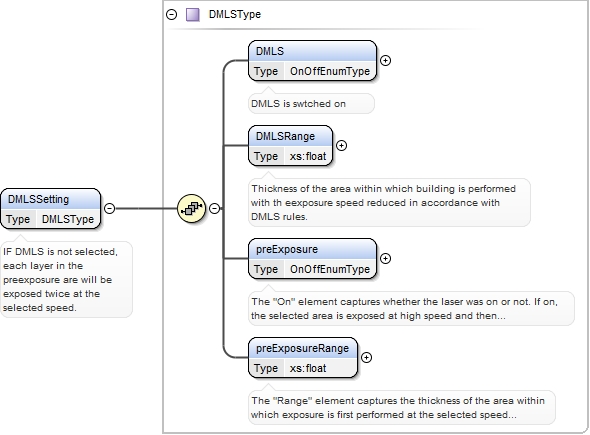 DMLSType
DMLS
Type OnOffEnumType
DMLS is swtched on
DMLSRange
Type xs:float
Thickness of the area within which building is performed
with th eexposure speed reduced in accordance with
DMLS rules.
DMLSSetting
Type DMLSType
IF DMLS is not selected,
each layer in the
preexposure are will be
exposed twice at the
selected speed.
preExposure
Type OnOffEnumType
The "On" element captures whether the laser was on or not. If on,
the selected area is exposed at high speed and then...
preExposureRange
Type xs:float
The "Range" element captures the thickness of the area within
which exposure is first performed at the selected speed...